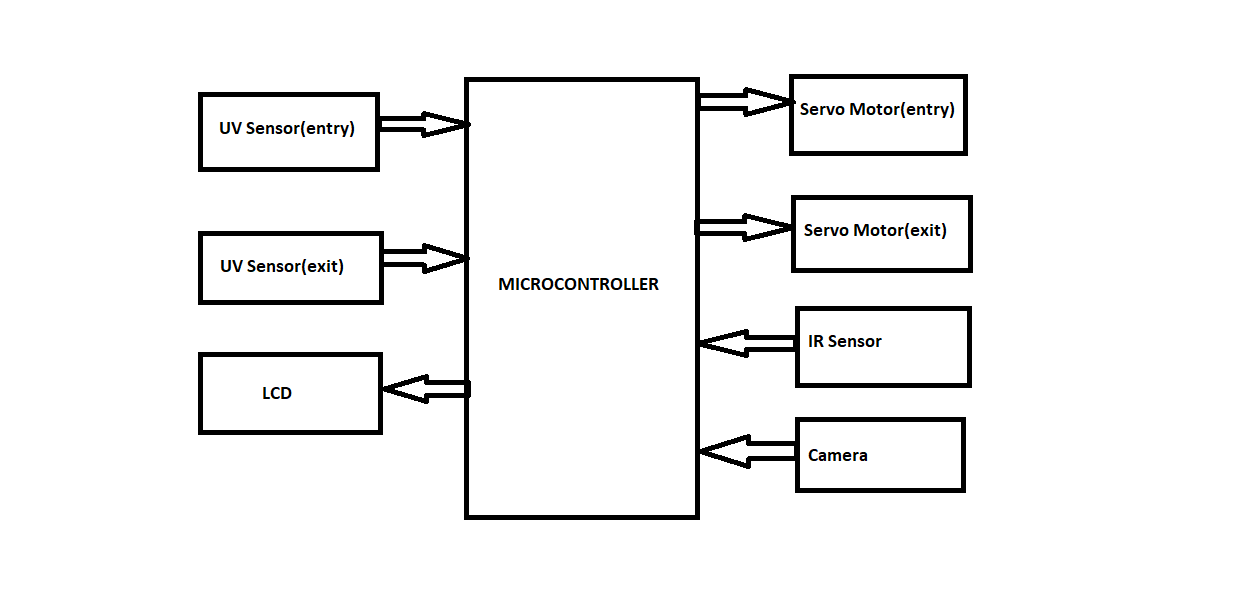 UV Sensor(entry)
UV Sensor(exit)
LCD
MICROCONTROLLER
Servo Motor(entry)
Servo Motor(exit)
IR Sensor
Camera